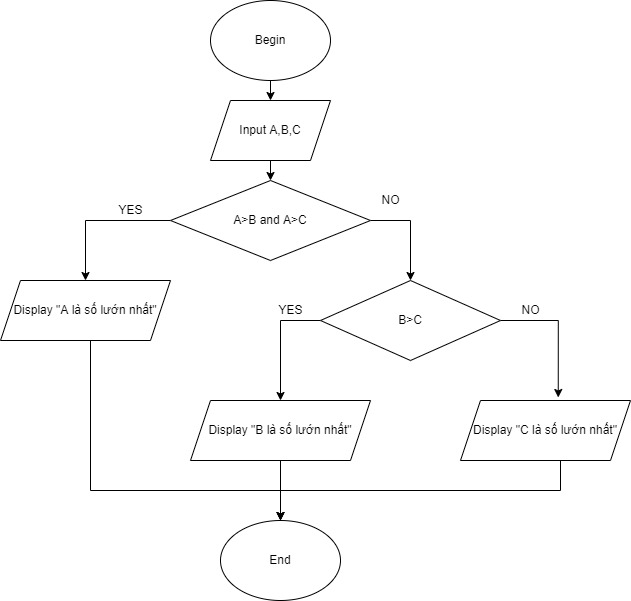 Begin
Input A,B,C
A>B and A>C
YES
NO
Display "A là số lướn nhất"
B>C
YES
NO
Display "B là số lướn nhất"
Display "C là số lướn nhất"
End